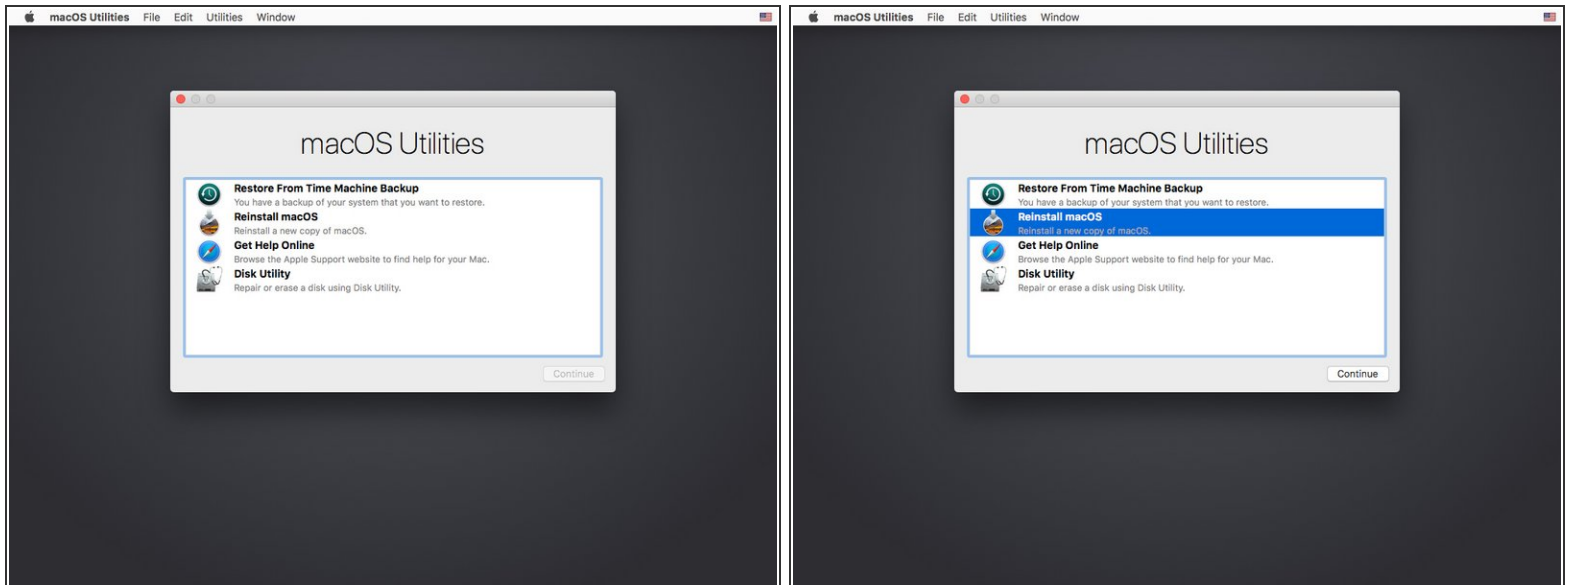 macOS Utilities File Edit Utilities Window
macOS Utilities
Restore From Time Machine Backup
You have a backup of your system that you want to restore.
Reinstall macOS
Reinstall a new copy of macOS.
Get Help Online
Browse the Apple Support website to find help for your Mac.
Disk Utility
Repair or erase a disk using Disk Utility.
Continue
macOS Utilities File Edit Utilities Window
macOS Utilities
Restore From Time Machine Backup
You have a backup of your system that you want to restore.
Reinstall macOS
Reinstall a new copy of macOS.
Get Help Online
Browse the Apple Support website to find help for your Mac.
Disk Utility
Repair or erase a disk using Disk Utility.
Continue